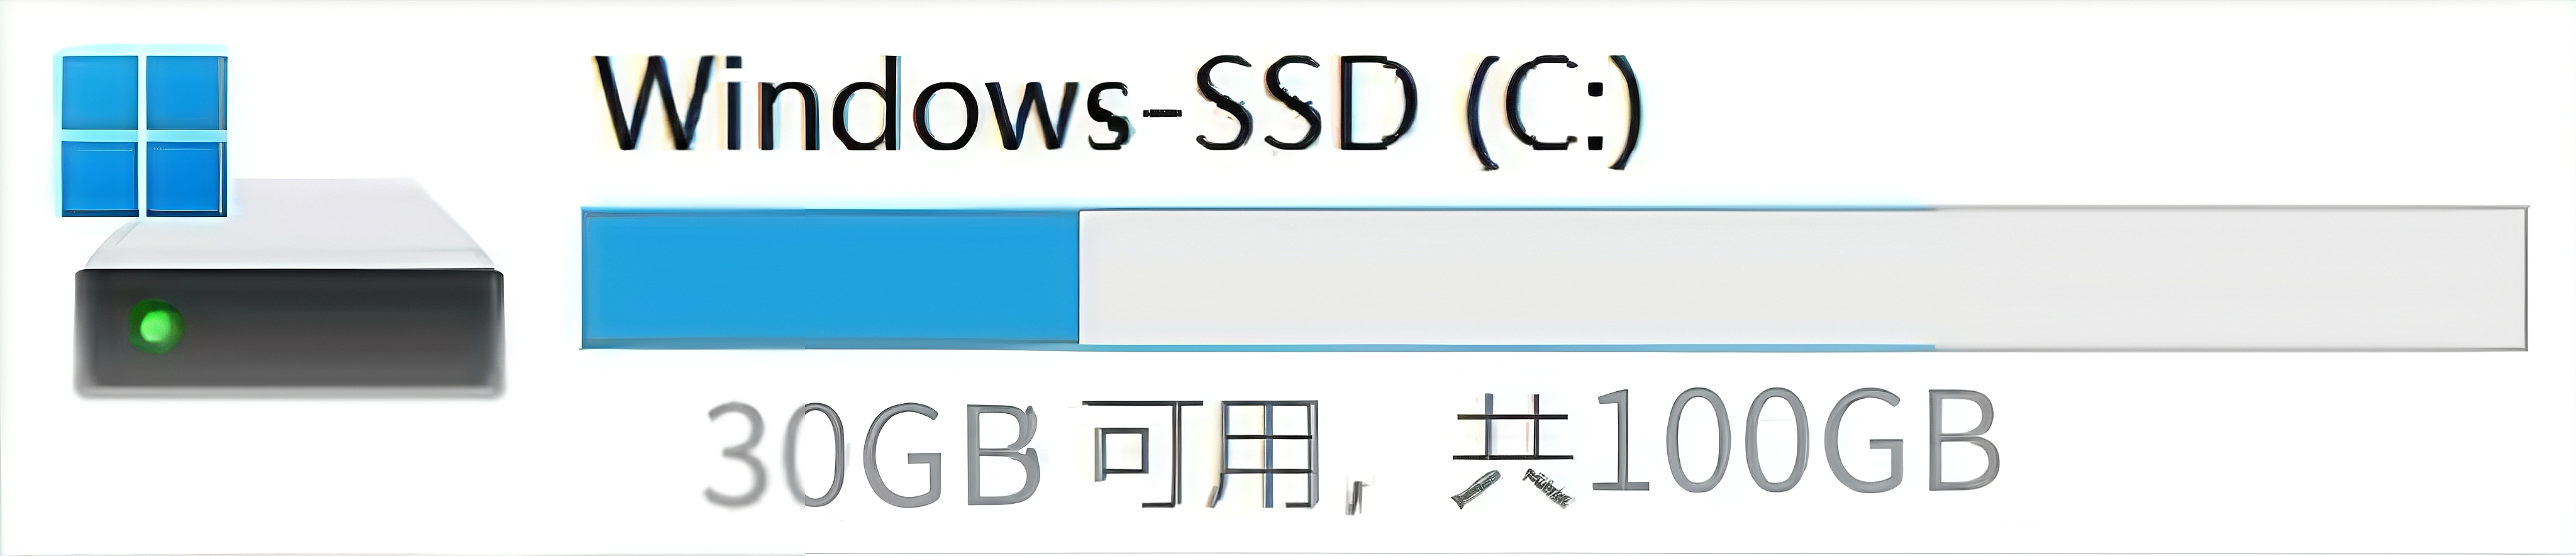 Windows-SSD (C:)
30GB 可用, 共100GB